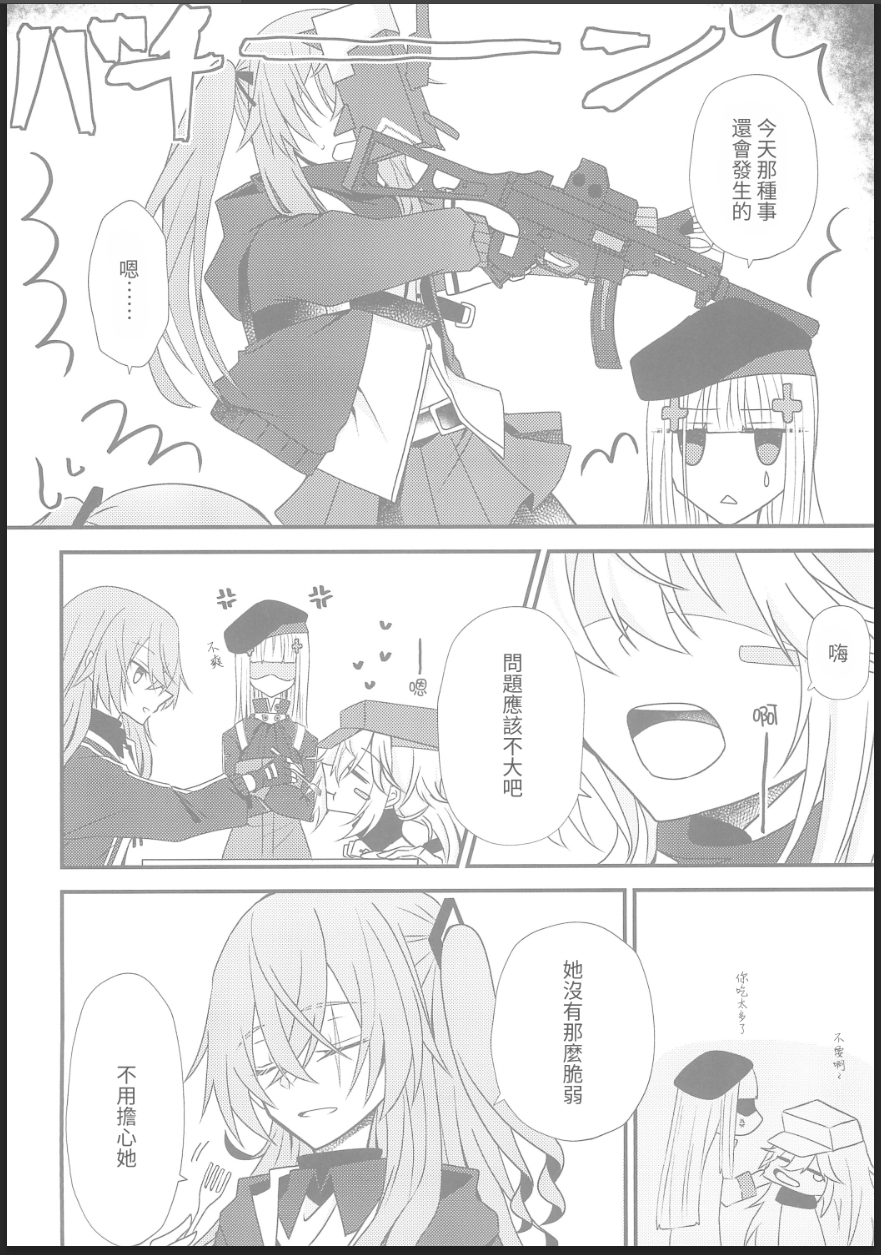 バチーーン
今天那種事
還會發生的
嗯⋯⋯
嗨
啊—
問題應該不大吧
嗯—
不爽
你吃太多了
不要啊~
她沒有那麼脆弱
不用擔心她